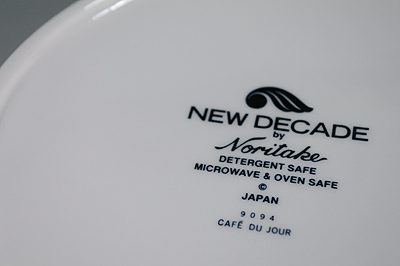 NEW DECADE
by
Noritake
DETERGENT SAFE
MICROWAVE & OVEN SAFE
©
JAPAN
9094
CAFÉ DU JOUR